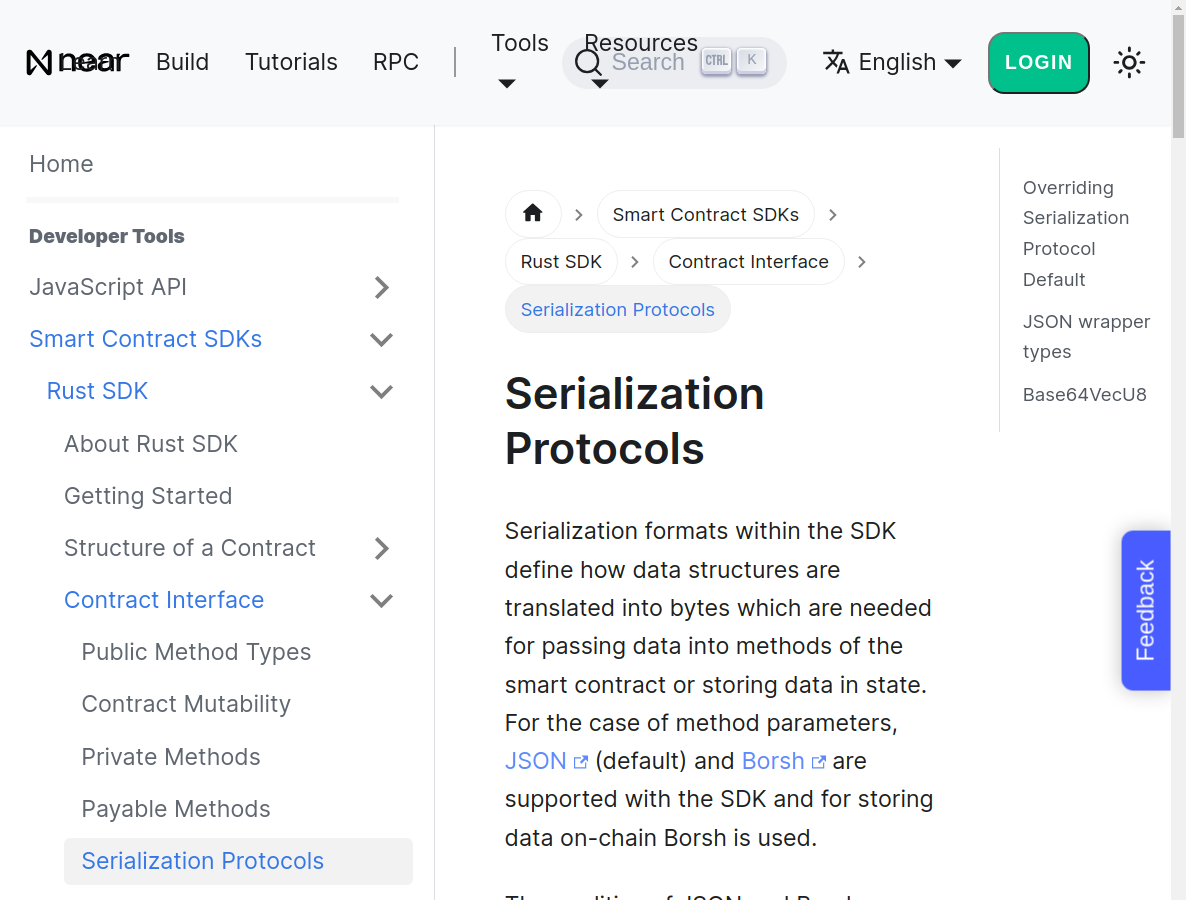 near
Learn
Build
Tutorials
RPC
Tools
Resources
Search
CTRL
K
English
LOGIN
Home
Developer Tools
JavaScript API
Smart Contract SDKs
Rust SDK
About Rust SDK
Getting Started
Structure of a Contract
Contract Interface
Public Method Types
Contract Mutability
Private Methods
Payable Methods
Serialization Protocols
Smart Contract SDKs
Rust SDK
Contract Interface
Serialization Protocols
Serialization
Protocols
Serialization formats within the SDK
define how data structures are
translated into bytes which are needed
for passing data into methods of the
smart contract or storing data in state.
For the case of method parameters,
JSON (default) and Borsh are
supported with the SDK and for storing
data on-chain Borsh is used.
Overriding
Serialization
Protocol
Default
JSON wrapper
types
Base64VecU8
Feedback